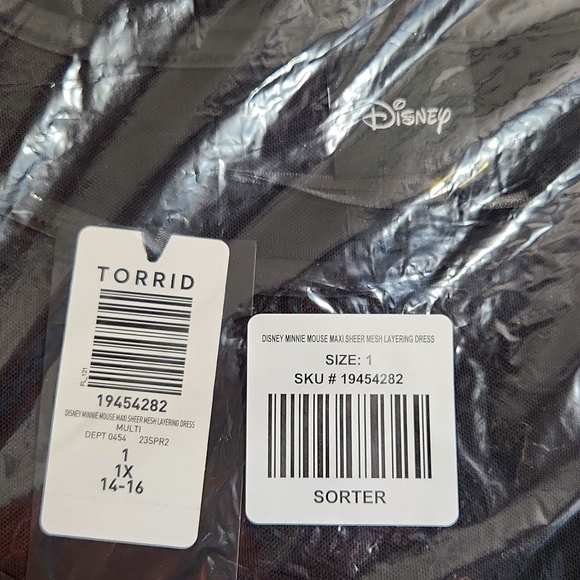 Disney
TORRID
FL_121
19454282
DISNEY MINNIE MOUSE MAXI SHEER MESH LAYERING DRESS
MULTI
DEPT 0454 23SPR2
1
1X
14-16
DISNEY MINNIE MOUSE MAXI SHEER MESH LAYERING DRESS
SIZE: 1
SKU # 19454282
SORTER